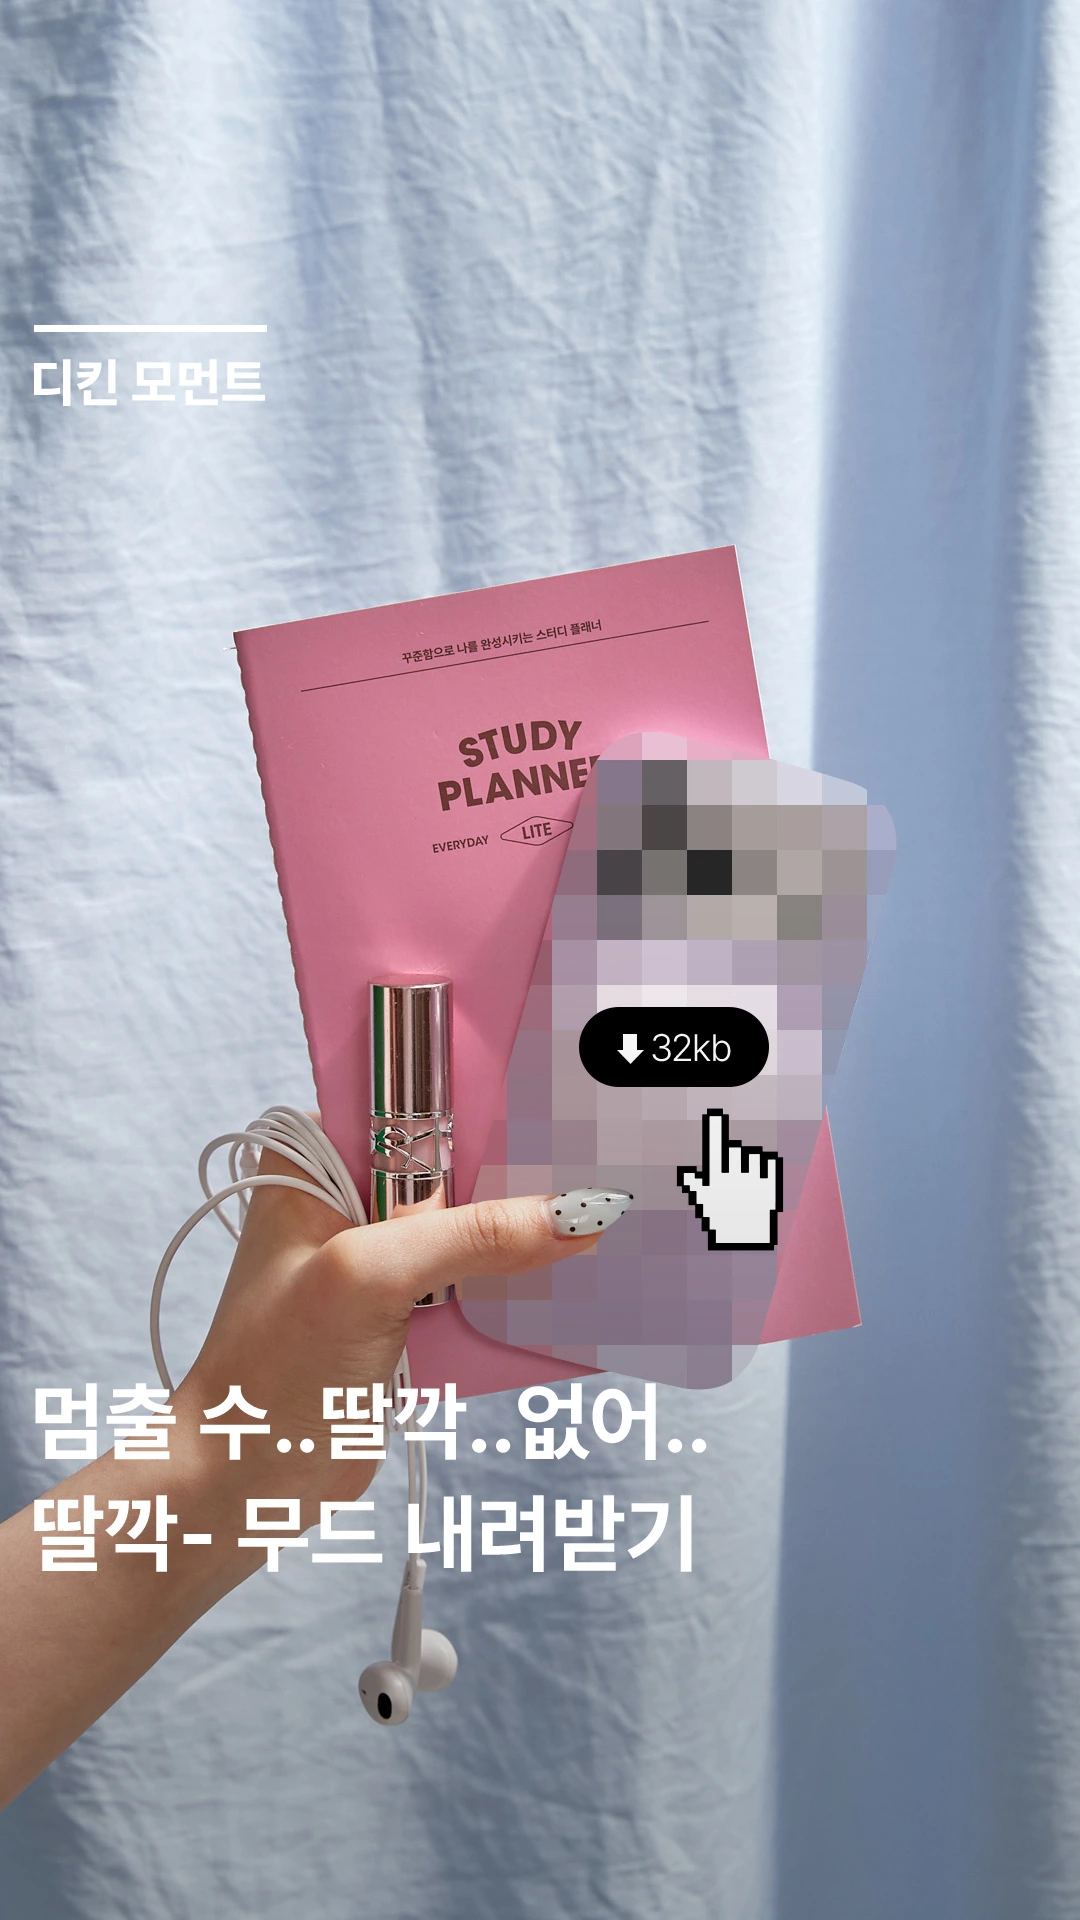 디킨 모먼트
꾸준함으로 나를 완성시키는 스터디 플래너
STUDY
PLANNE
EVERYDAY LITE
32kb
멈출 수..딸깍..없어..
딸깍- 무드 내려받기